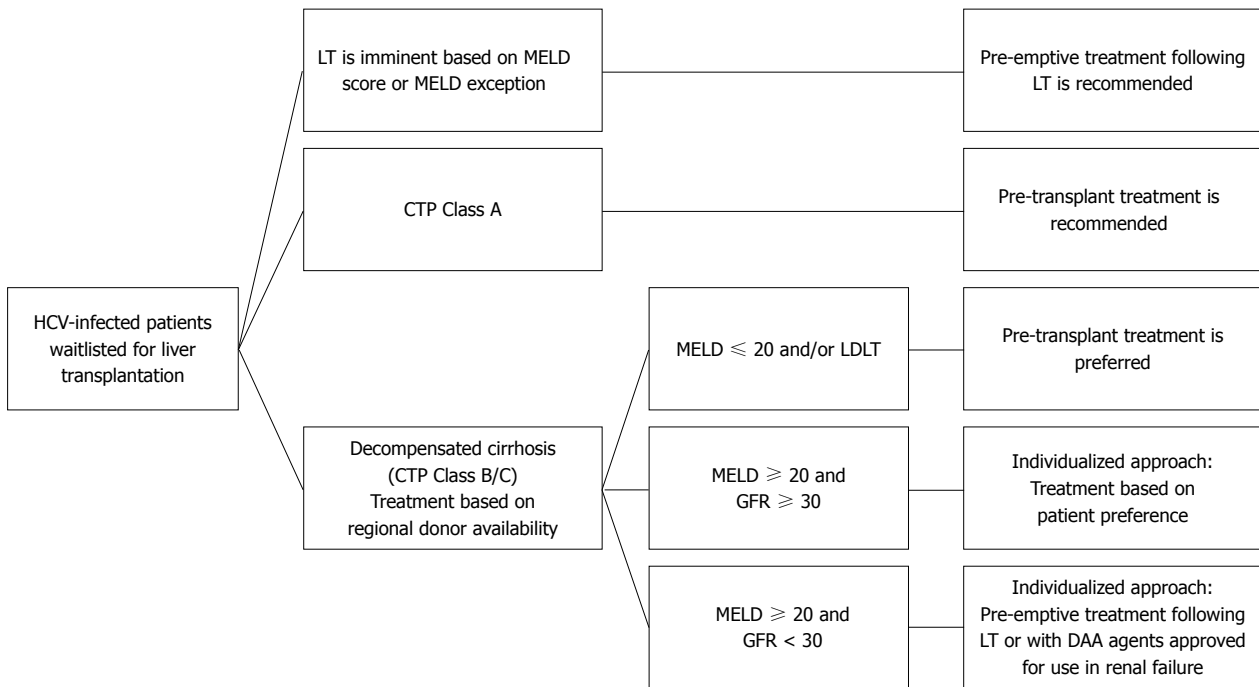 LT is imminent based on MELD
score or MELD exception
Pre-emptive treatment following
LT is recommended
CTP Class A
Pre-transplant treatment is
recommended
HCV-infected patients
waitlisted for liver
transplantation
MELD ⩽ 20 and/or LDLT
Pre-transplant treatment is
preferred
Decompensated cirrhosis
(CTP Class B/C)
Treatment based on
regional donor availability
MELD ⩾ 20 and
GFR ⩾ 30
Individualized approach:
Treatment based on
patient preference
MELD ⩾ 20 and
GFR < 30
Individualized approach:
Pre-emptive treatment following
LT or with DAA agents approved
for use in renal failure